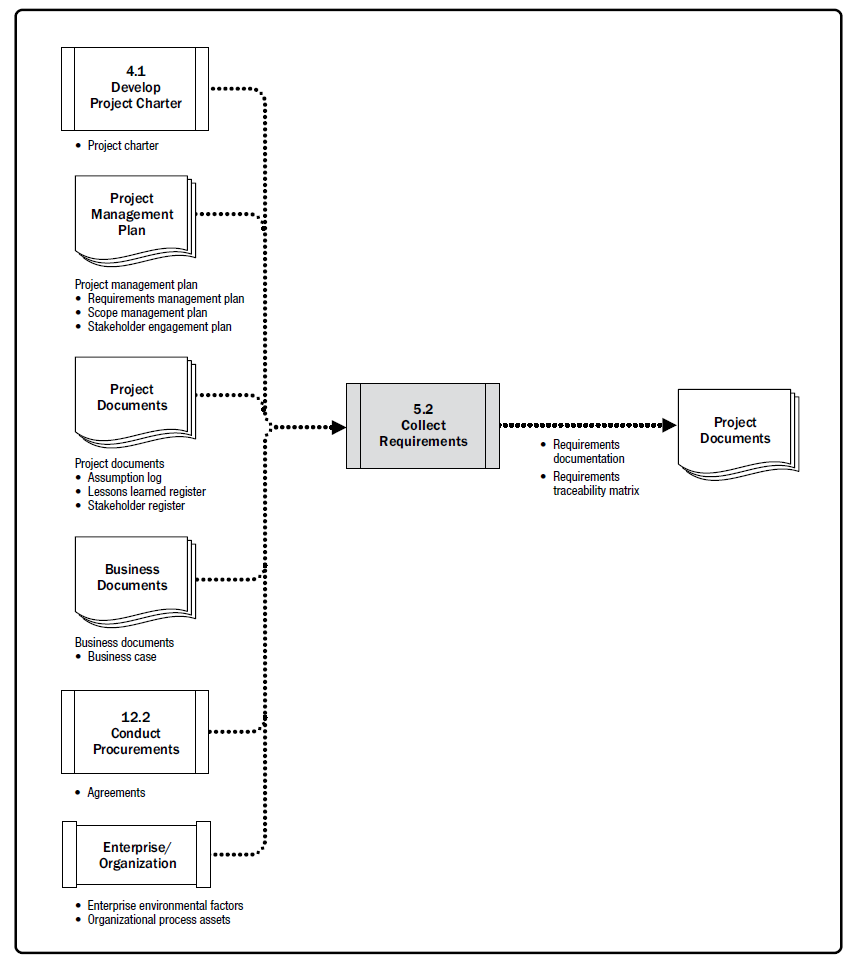 4.1
Develop
Project Charter
• Project charter
Project
Management
Plan
Project management plan
• Requirements management plan
• Scope management plan
• Stakeholder engagement plan
Project
Documents
Project documents
• Assumption log
• Lessons learned register
• Stakeholder register
Business
Documents
Business documents
• Business case
12.2
Conduct
Procurements
• Agreements
Enterprise/
Organization
• Enterprise environmental factors
• Organizational process assets
5.2
Collect
Requirements
• Requirements
documentation
• Requirements
traceability matrix
Project
Documents